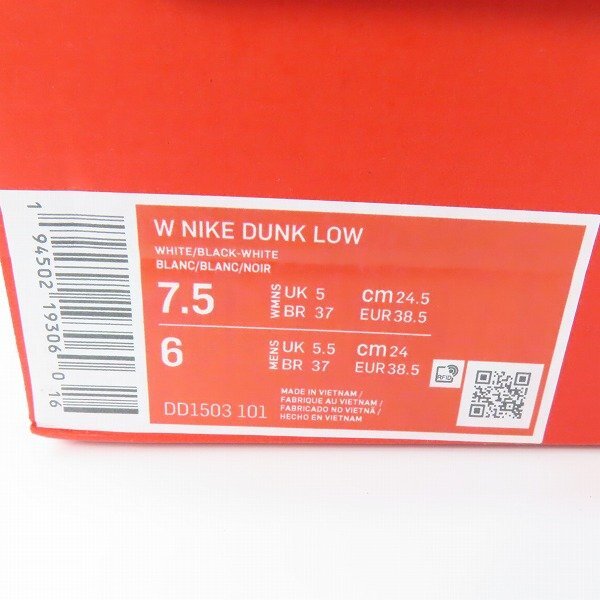 W NIKE DUNK LOW
WHITE/BLACK-WHITE
BLANC/BLANC/NOIR
7.5 WMNS UK 5 cm 24.5
BR 37 EUR 38.5
6 MENS UK 5.5 cm 24
BR 37 EUR 38.5
RFID
DD1503 101
MADE IN VIETNAM /
FABRIQUE AU VIETNAM /
FABRICADO NO VIETNÃ /
HECHO EN VIETNAM
1 94502 19306 0 16